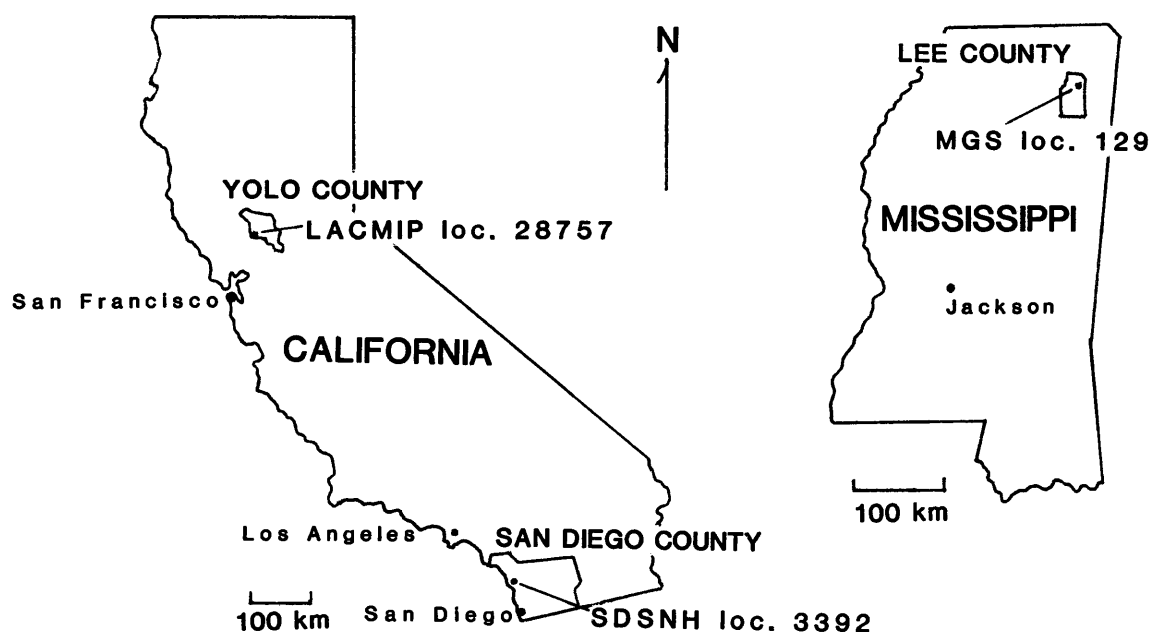 N
YOLO COUNTY
LACMIP loc. 28757
San Francisco
CALIFORNIA
Los Angeles
SAN DIEGO COUNTY
San Diego
SDSNH loc. 3392
100 km
LEE COUNTY
MGS loc. 129
MISSISSIPPI
Jackson
100 km